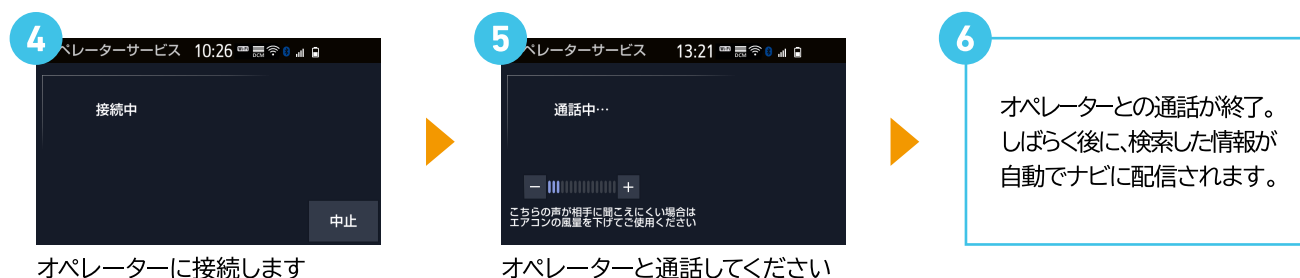 4
ペレーターサービス 10:26
DCM
接続中
中止
オペレーターに接続します
5
ペレーターサービス 13:21
DCM
通話中…
− +
こちらの声が相手に聞こえにくい場合は
エアコンの風量を下げてご使用ください
オペレーターと通話してください
6
オペレーターとの通話が終了。
しばらく後に、検索した情報が
自動でナビに配信されます。